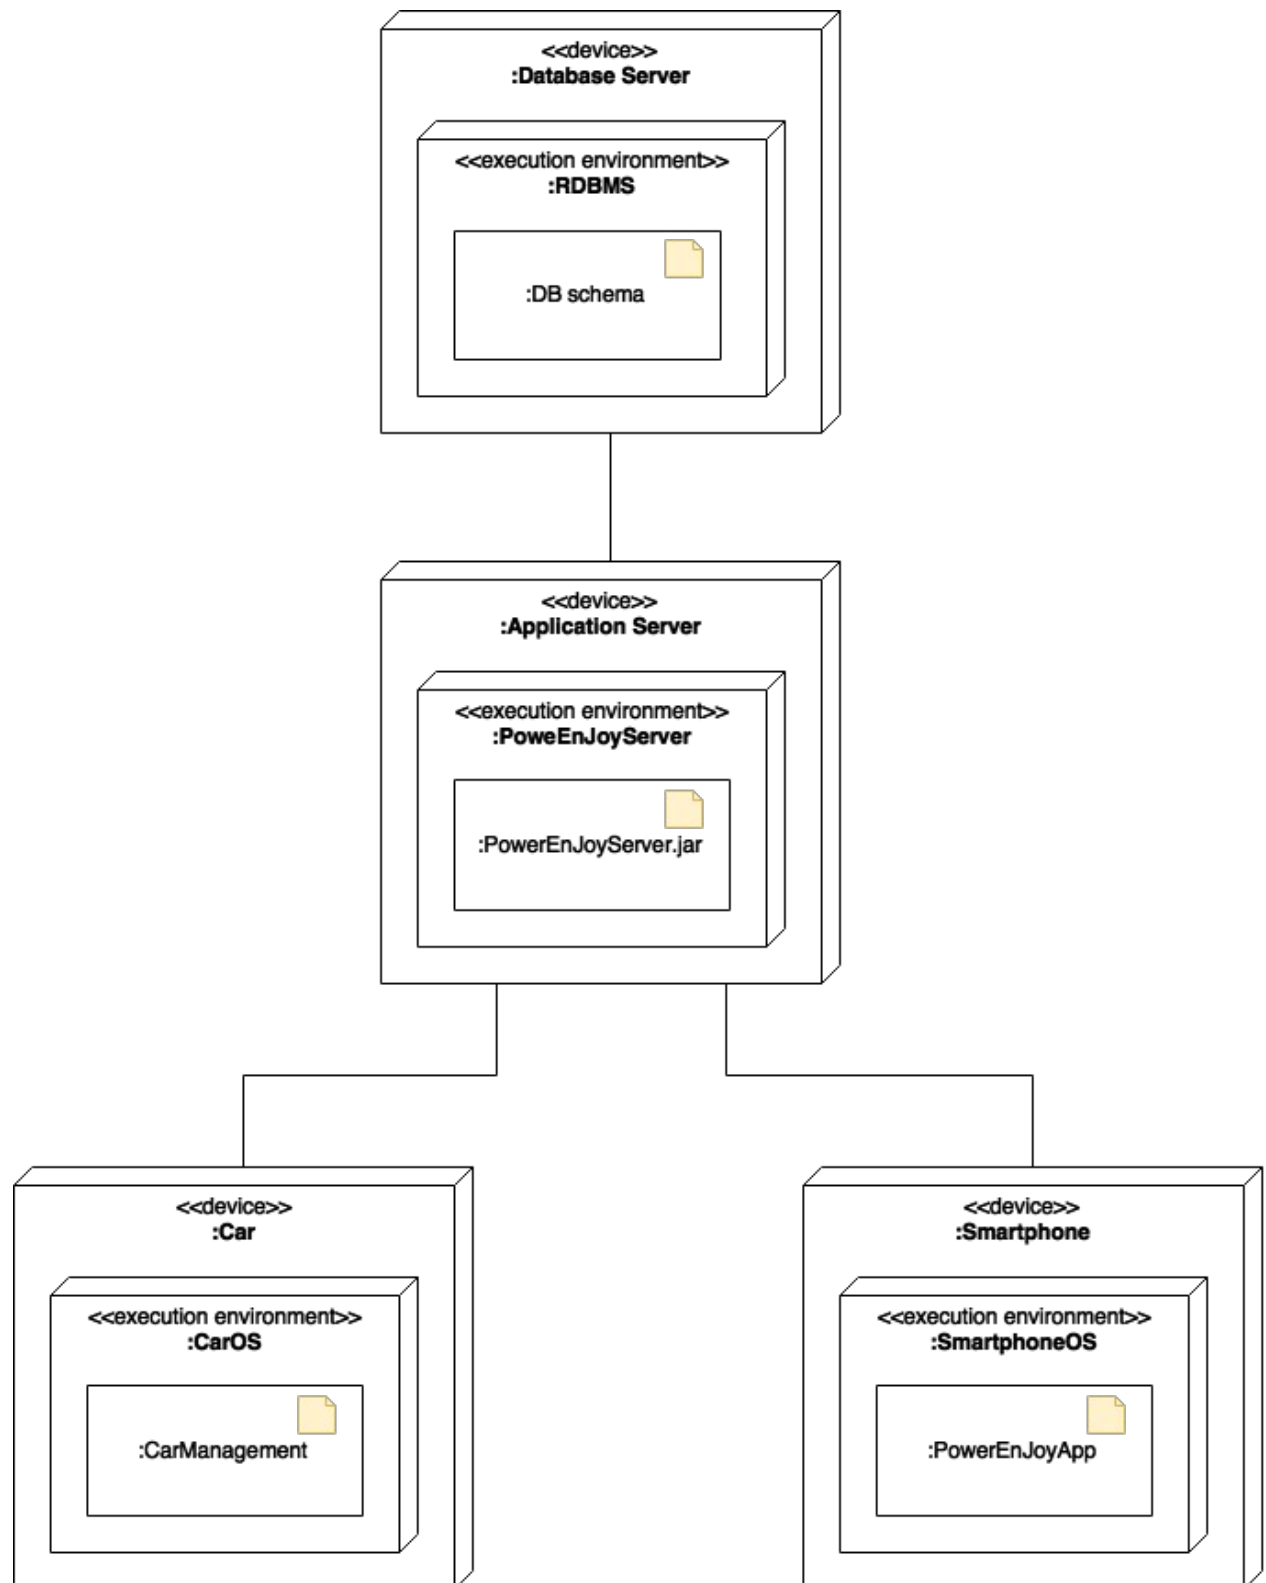 <<device>>
:Database Server
<<execution environment>>
:RDBMS
:DB schema
<<device>>
:Application Server
<<execution environment>>
:PoweEnJoyServer
:PowerEnJoyServer.jar
<<device>>
:Car
<<execution environment>>
:CarOS
:CarManagement
<<device>>
:Smartphone
<<execution environment>>
:SmartphoneOS
:PowerEnJoyApp